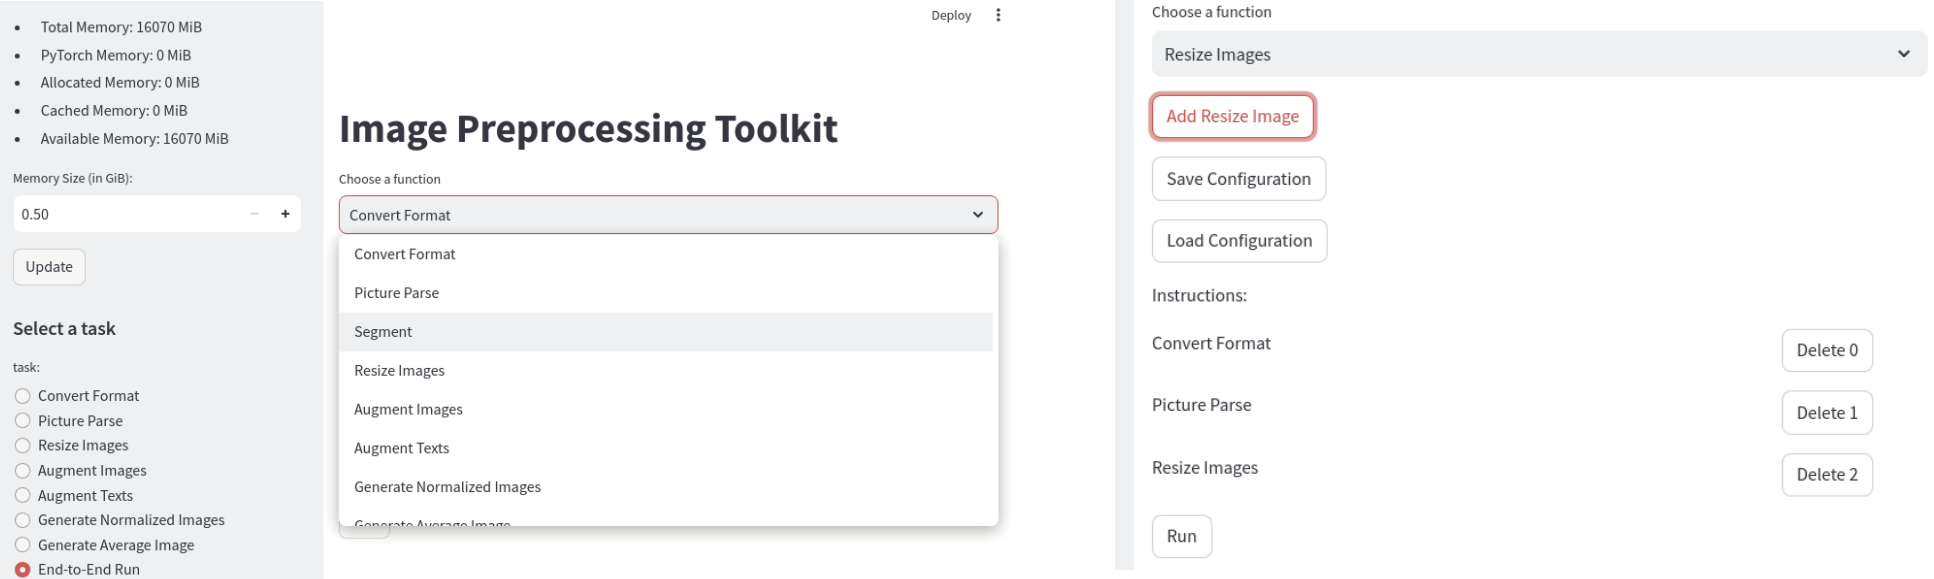 Total Memory: 16070 MiB
PyTorch Memory: 0 MiB
Allocated Memory: 0 MiB
Cached Memory: 0 MiB
Available Memory: 16070 MiB
Memory Size (in GiB):
0.50
Update
Select a task
task:
Convert Format
Picture Parse
Resize Images
Augment Images
Augment Texts
Generate Normalized Images
Generate Average Image
End-to-End Run
Deploy
Image Preprocessing Toolkit
Choose a function
Convert Format
Convert Format
Picture Parse
Segment
Resize Images
Augment Images
Augment Texts
Generate Normalized Images
Generate Average Image
Choose a function
Resize Images
Add Resize Image
Save Configuration
Load Configuration
Instructions:
Convert Format Delete 0
Picture Parse Delete 1
Resize Images Delete 2
Run